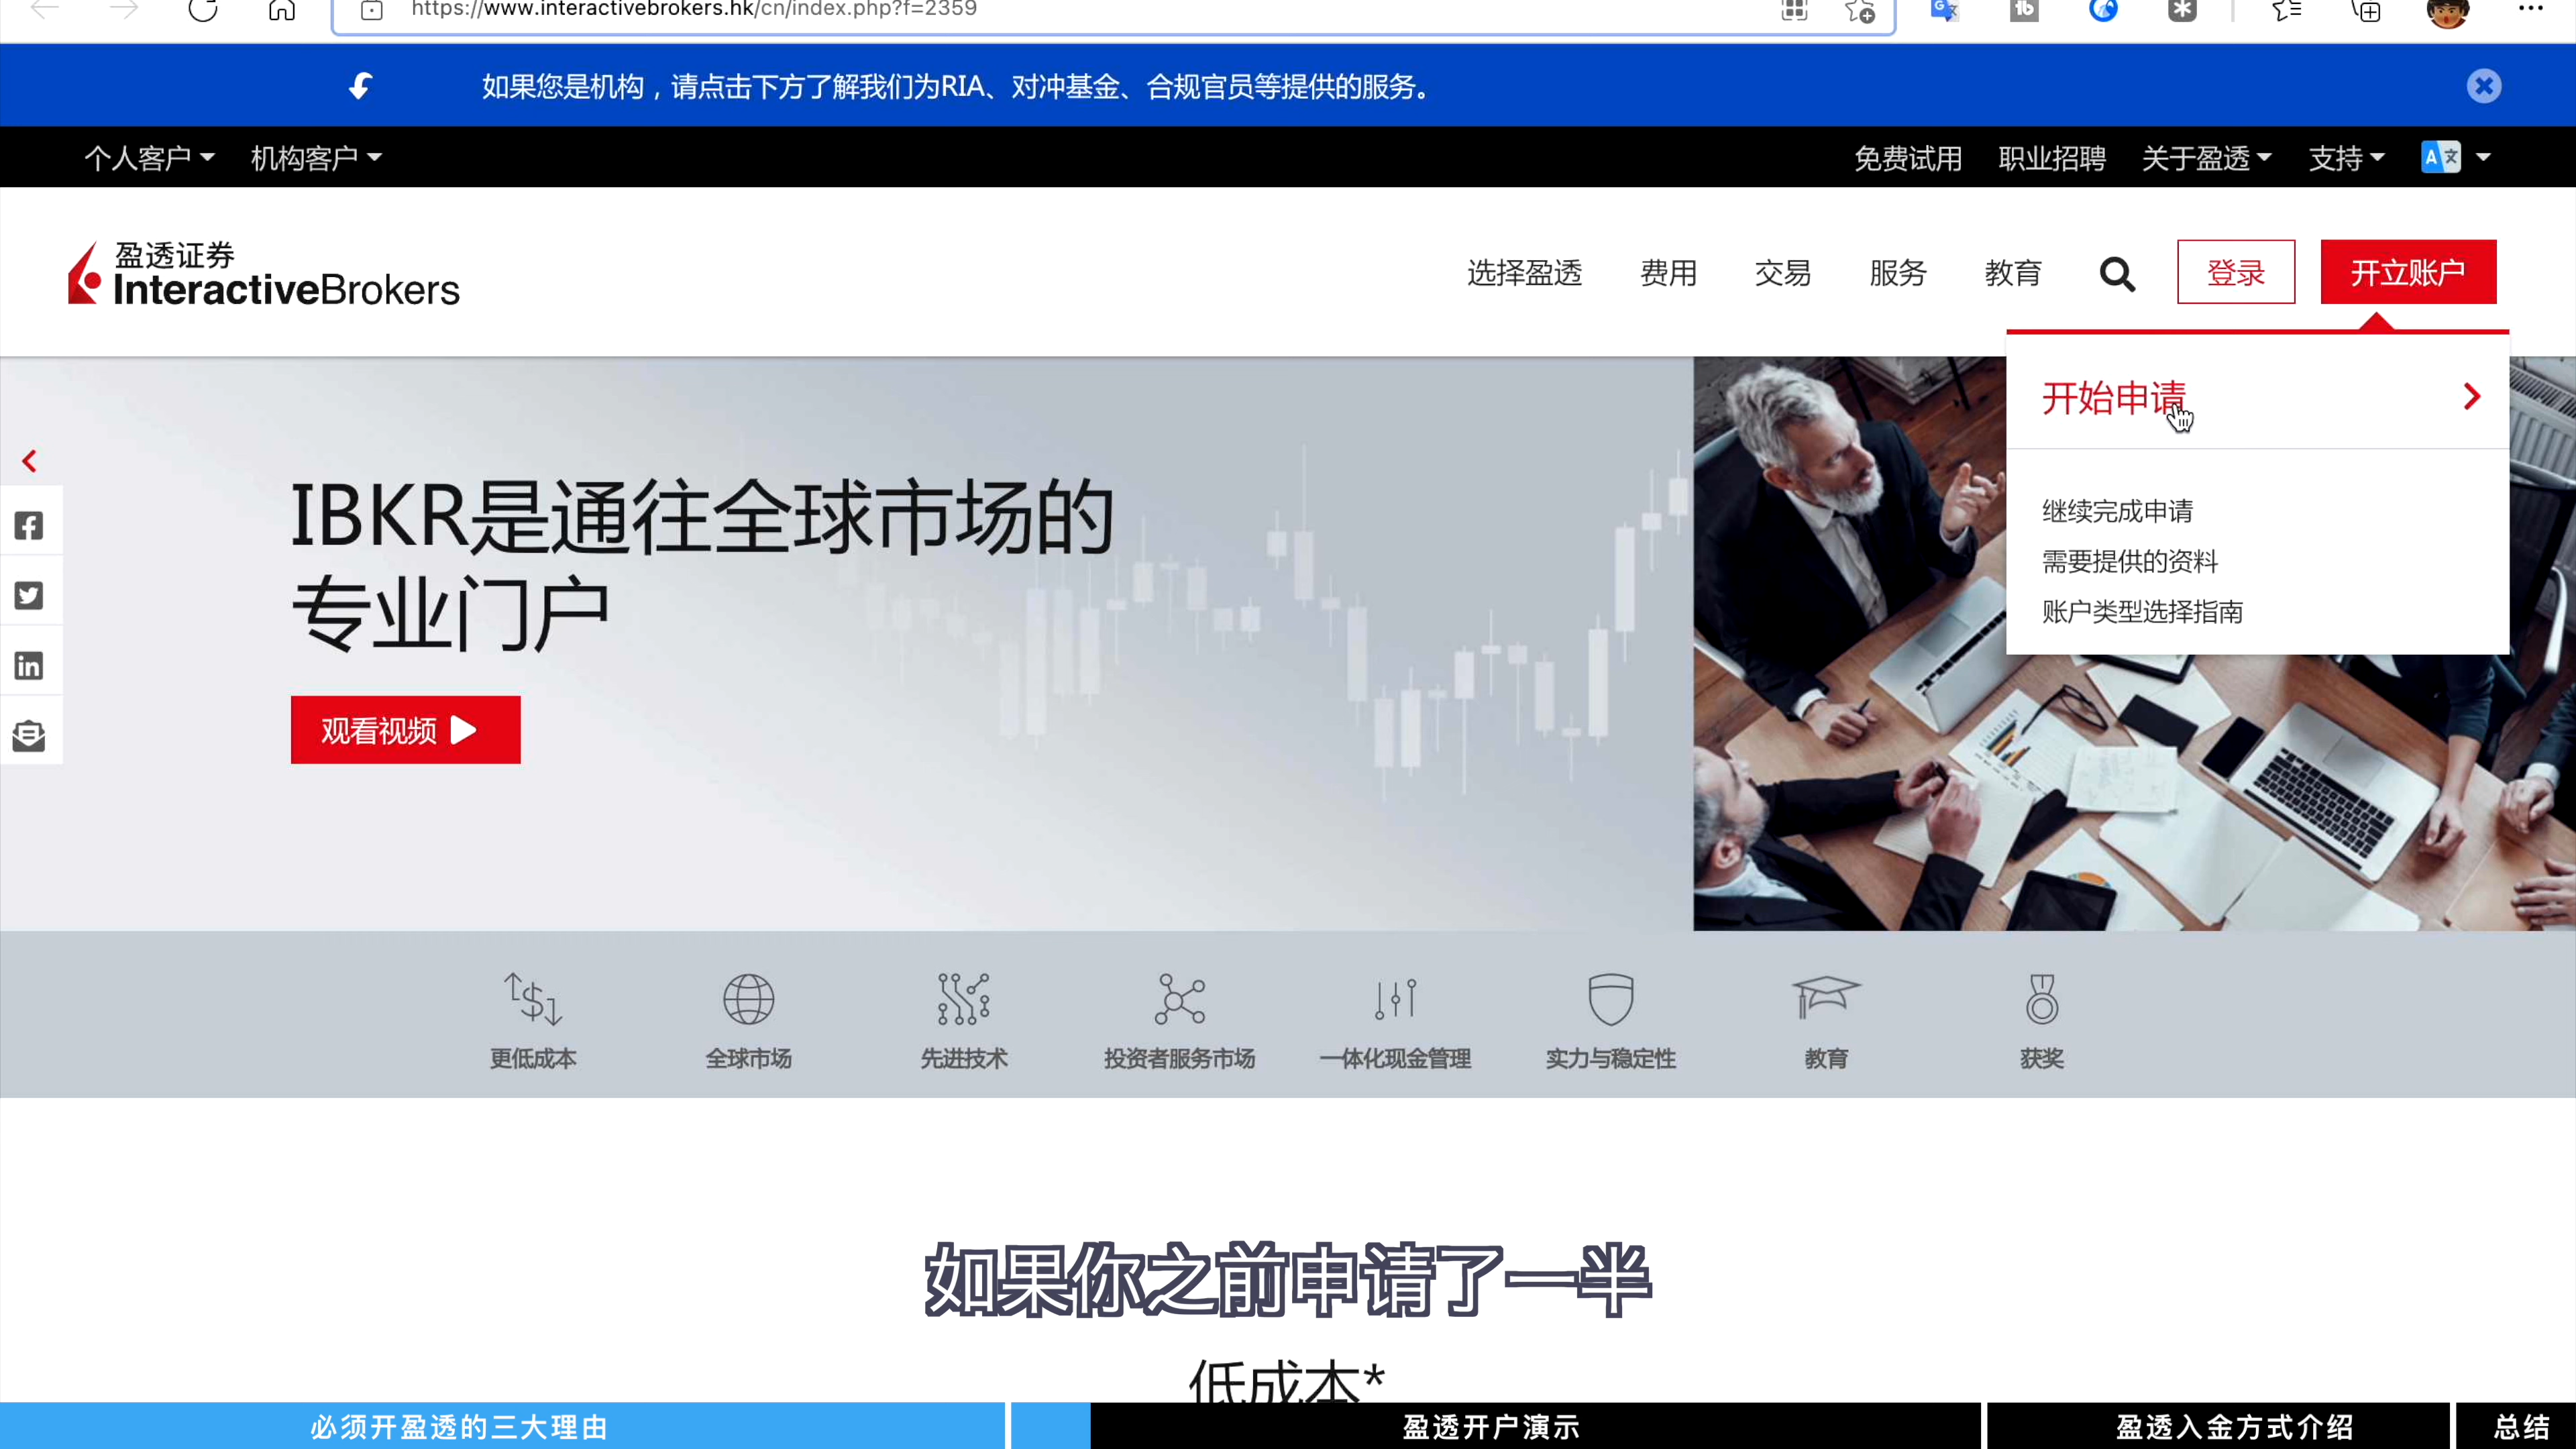 https://www.interactivebrokers.hk/cn/index.php?f=2359
如果您是机构，请点击下方了解我们为RIA、对冲基金、合规官员等提供的服务。
个人客户 机构客户 免费试用 职业招聘 关于盈透 支持
盈透证券
InteractiveBrokers
选择盈透 费用 交易 服务 教育 登录 开立账户
开始申请
继续完成申请
需要提供的资料
账户类型选择指南
IBKR是通往全球市场的
专业门户
观看视频
更低成本 全球市场 先进技术 投资者服务市场 一体化现金管理 实力与稳定性 教育 获奖
如果你之前申请了一半
低成本*
必须开盈透的三大理由 盈透开户演示 盈透入金方式介绍 总结